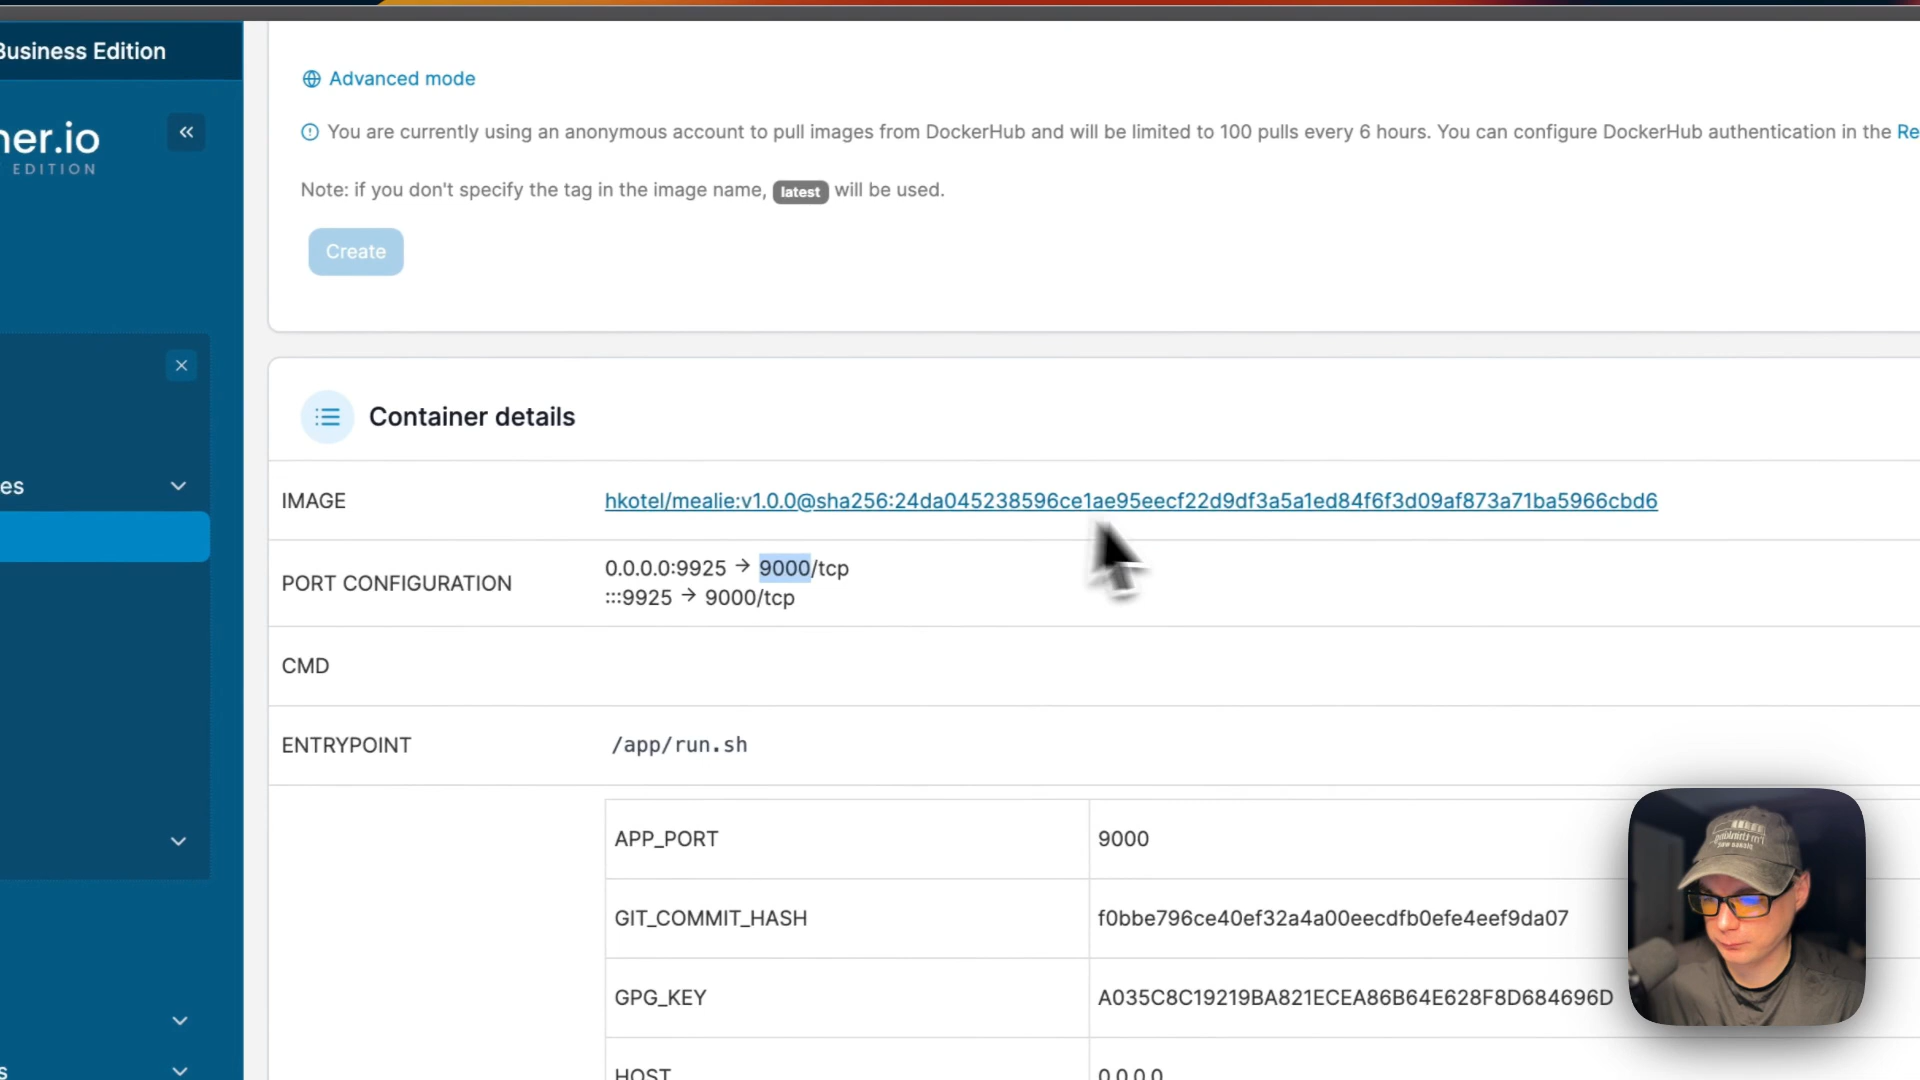 Business Edition
ner.io
EDITION
Advanced mode
You are currently using an anonymous account to pull images from DockerHub and will be limited to 100 pulls every 6 hours. You can configure DockerHub authentication in the Re
Note: if you don't specify the tag in the image name, latest will be used.
Create
Container details
es
IMAGE hkotel/mealie:v1.0.0@sha256:24da045238596ce1ae95eecf22d9df3a5a1ed84f6f3d09af873a71ba5966cbd6
PORT CONFIGURATION 0.0.0.0:9925 → 9000/tcp
:::9925 → 9000/tcp
CMD
ENTRYPOINT /app/run.sh
APP_PORT 9000
GIT_COMMIT_HASH f0bbe796ce40ef32a4a00eecdfb0efe4eef9da07
GPG_KEY A035C8C19219BA821ECEA86B64E628F8D684696D
HOST 0.0.0.0
s